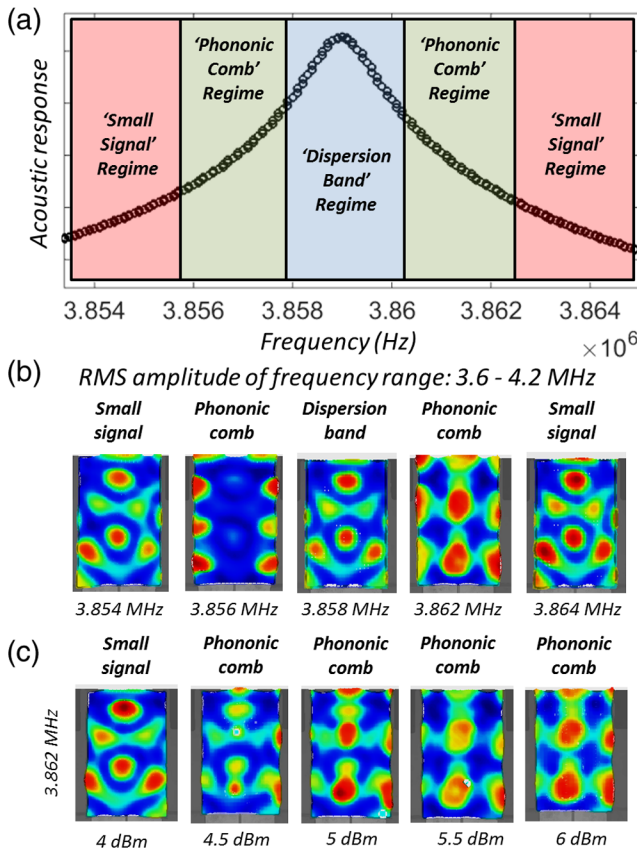 (a)
‘Phononic
Comb’
Regime
‘Phononic
Comb’
Regime
‘Small
Signal’
Regime
‘Small
Signal’
Regime
‘Dispersion
Band’
Regime
Acoustic response
3.854 3.856 3.858 3.86 3.862 3.864
Frequency (Hz)
×10⁶
(b)
RMS amplitude of frequency range: 3.6 - 4.2 MHz
Small signal Phononic comb Dispersion band Phononic comb Small signal
3.854 MHz 3.856 MHz 3.858 MHz 3.862 MHz 3.864 MHz
(c)
Small signal Phononic comb Phononic comb Phononic comb Phononic comb
3.862 MHz
4 dBm 4.5 dBm 5 dBm 5.5 dBm 6 dBm